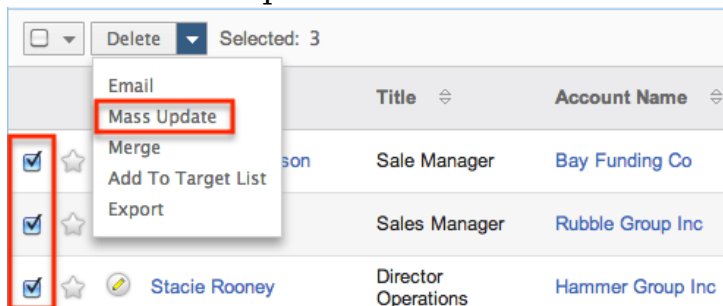 Delete Selected: 3
Email
Mass Update
Merge
Add To Target List
Export
Title Account Name
son Sale Manager Bay Funding Co
Sales Manager Rubble Group Inc
Stacie Rooney Director Operations Hammer Group Inc